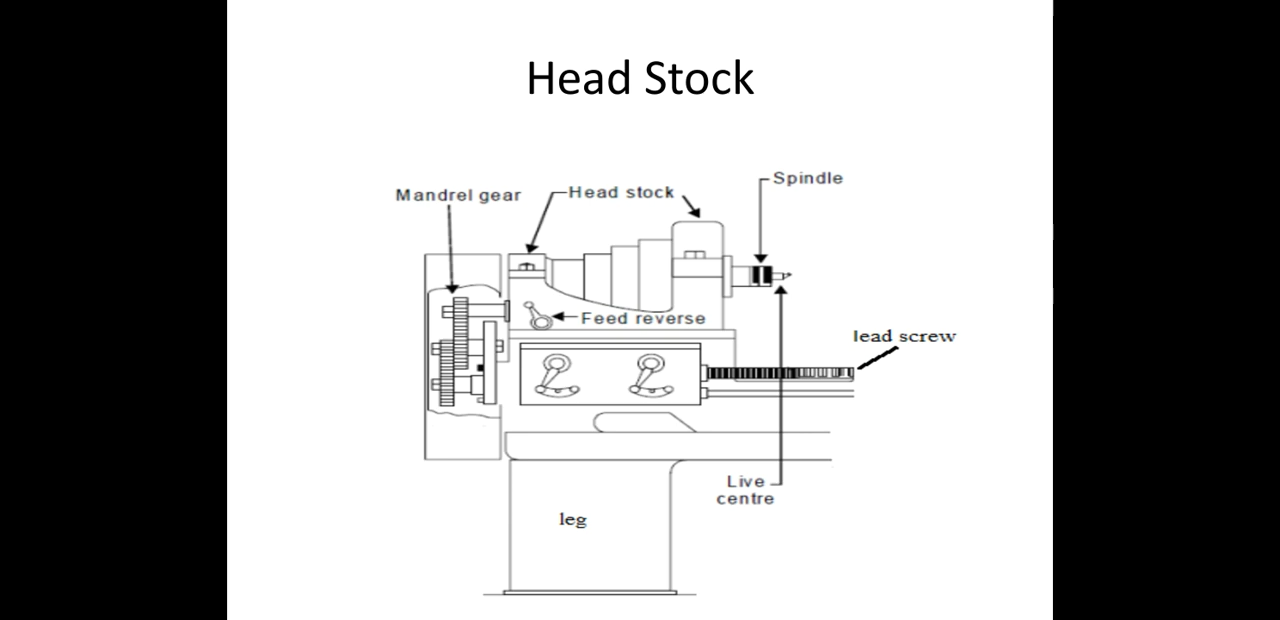 Head Stock
Spindle
Mandrel gear
Head stock
Feed reverse
lead screw
Live
centre
leg